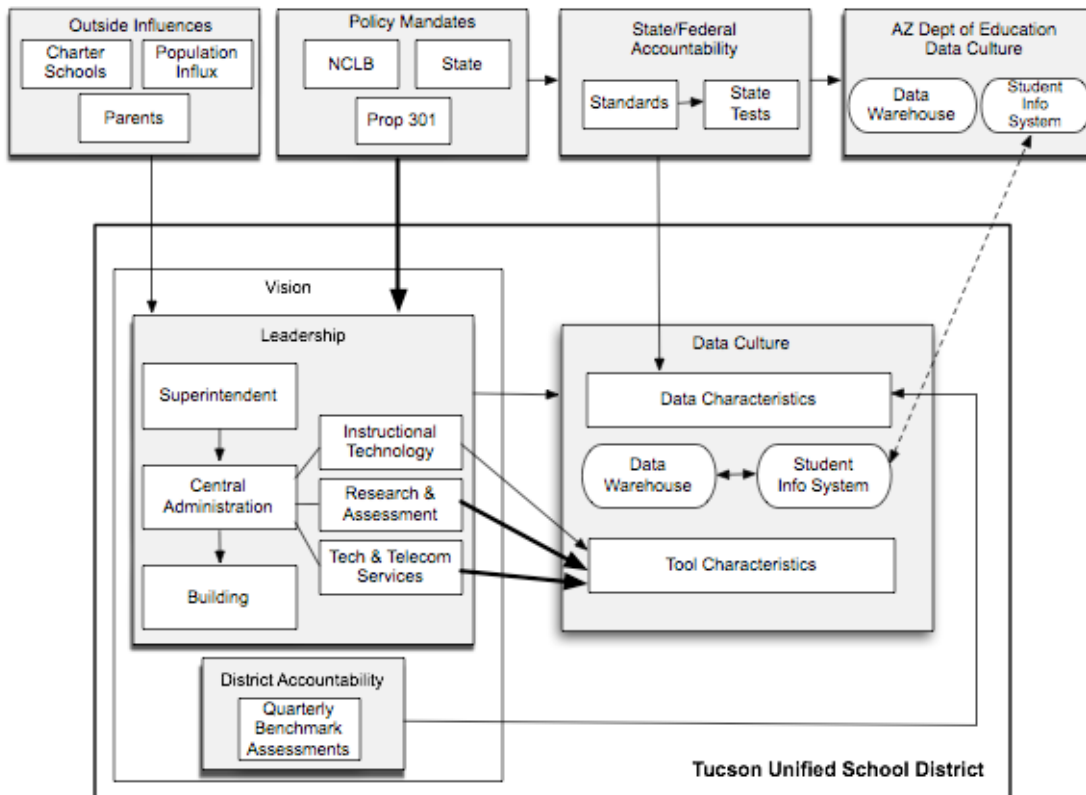 Outside Influences
Charter
Schools
Population
Influx
Parents
Policy Mandates
NCLB
State
Prop 301
State/Federal
Accountability
Standards
State
Tests
AZ Dept of Education
Data Culture
Data
Warehouse
Student
Info
System
Vision
Leadership
Superintendent
Central
Administration
Building
Instructional
Technology
Research &
Assessment
Tech & Telecom
Services
District Accountability
Quarterly
Benchmark
Assessments
Data Culture
Data Characteristics
Data
Warehouse
Student
Info System
Tool Characteristics
Tucson Unified School District